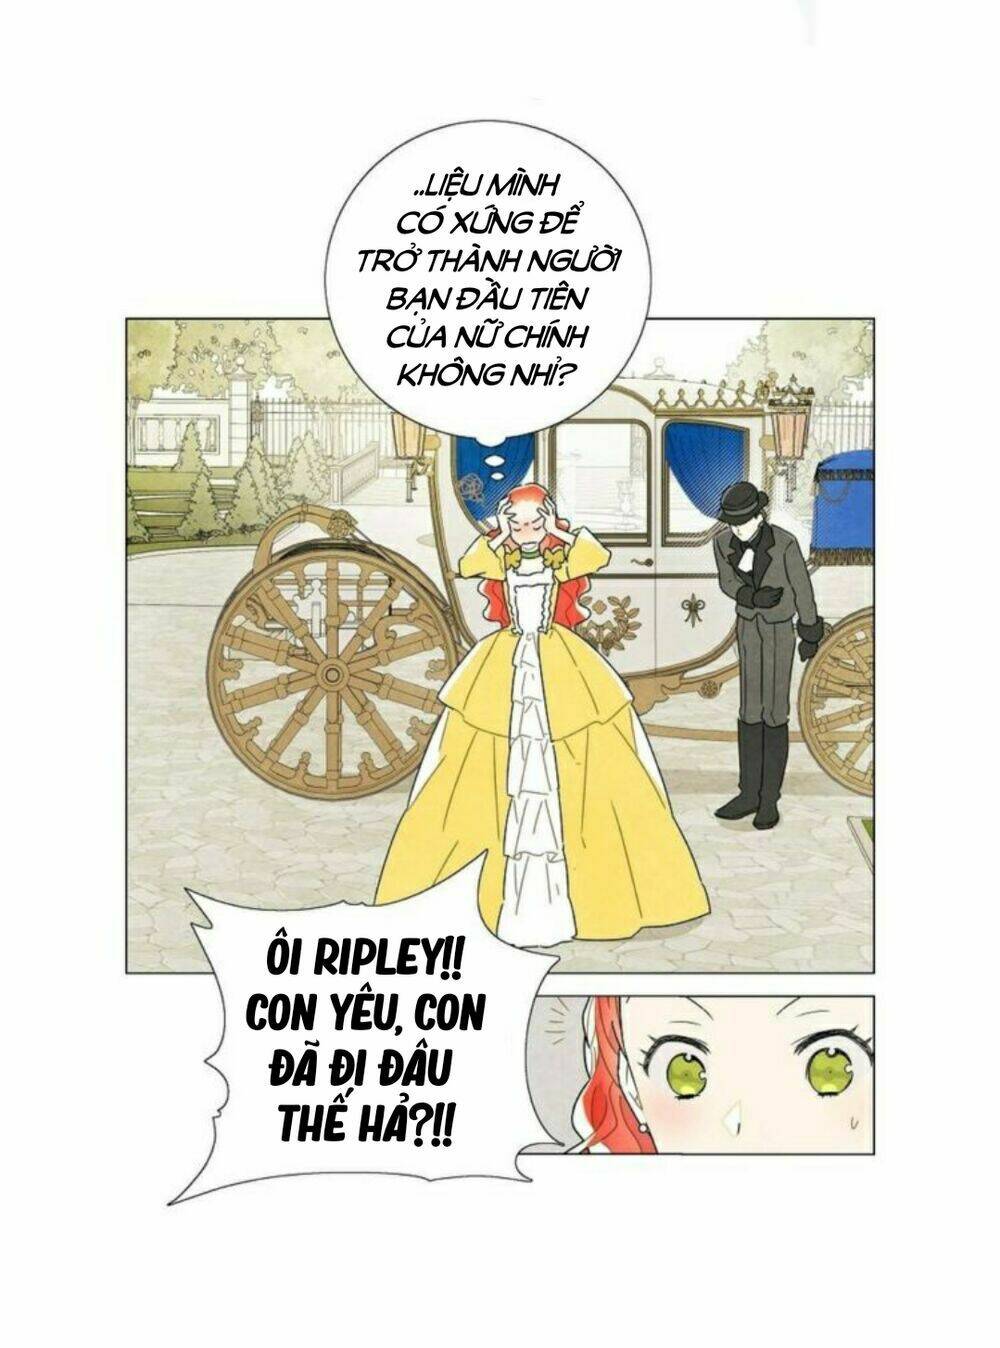 ..LIỆU MÌNH
CÓ XỨNG ĐỂ
TRỞ THÀNH NGƯỜI
BẠN ĐẦU TIÊN
CỦA NỮ CHÍNH
KHÔNG NHỈ?
ÔI RIPLEY!!
CON YÊU, CON
ĐÃ ĐI ĐÂU
THẾ HẢ?!!